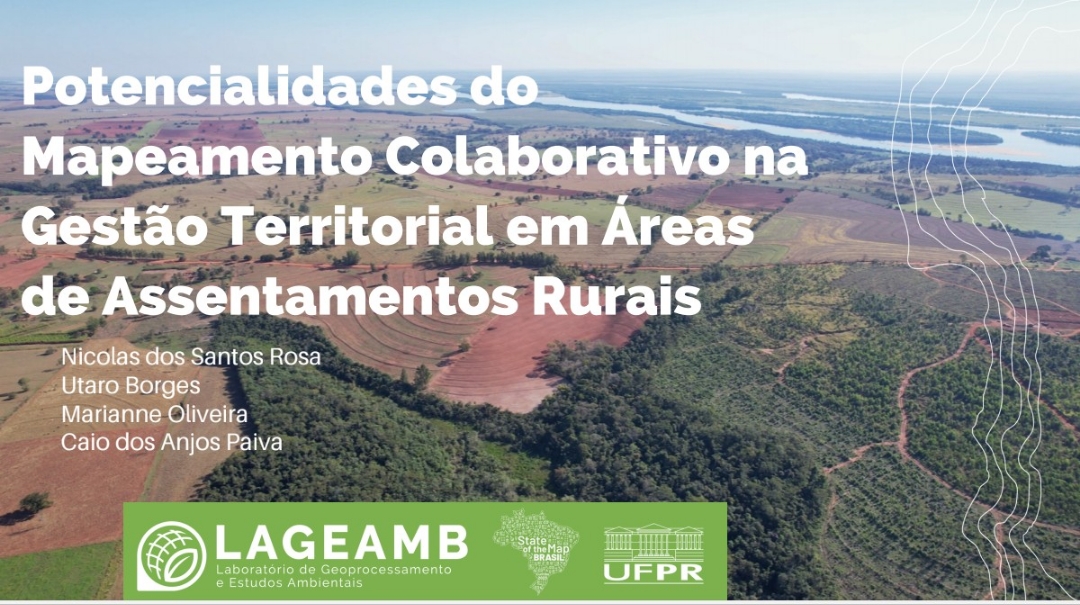 Potencialidades do
Mapeamento Colaborativo na
Gestão Territorial em Áreas
de Assentamentos Rurais
Nicolas dos Santos Rosa
Utaro Borges
Marianne Oliveira
Caio dos Anjos Paiva
LAGEAMB
Laboratório de Geoprocessamento
e Estudos Ambientais
State
of the Map
BRASIL
UFPR